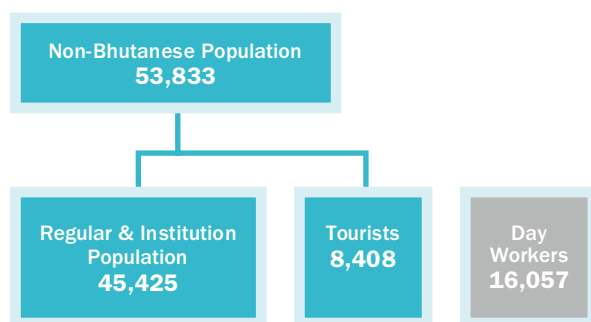 Non-Bhutanese Population
53,833
Regular & Institution
Population
45,425
Tourists
8,408
Day
Workers
16,057